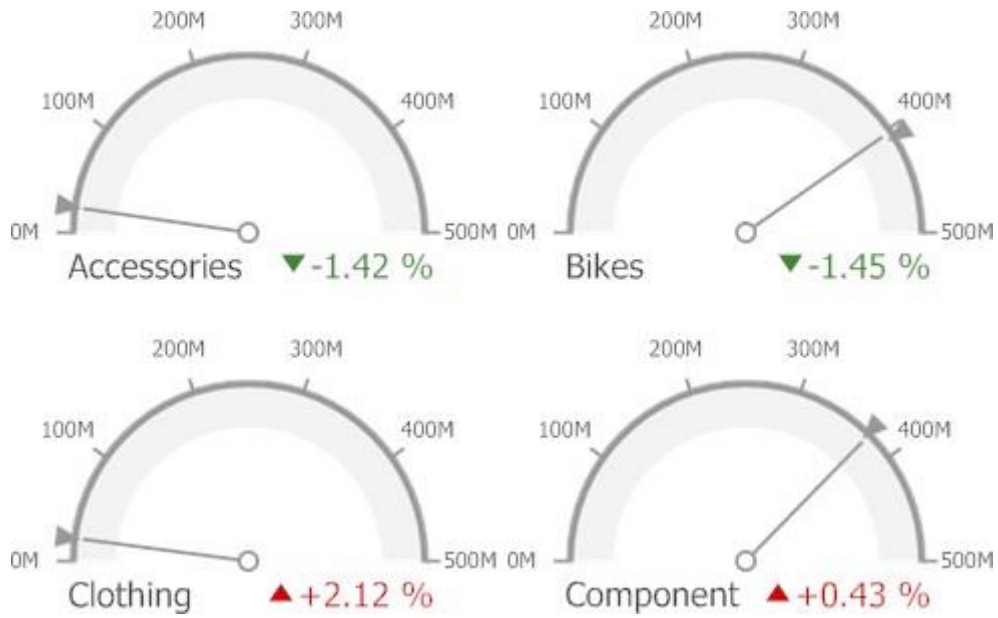 200M 300M
100M 400M
0M 500M
Accessories ▼ -1.42 %
200M 300M
100M 400M
0M 500M
Bikes ▼ -1.45 %
200M 300M
100M 400M
0M 500M
Clothing ▲ +2.12 %
200M 300M
100M 400M
0M 500M
Component ▲ +0.43 %